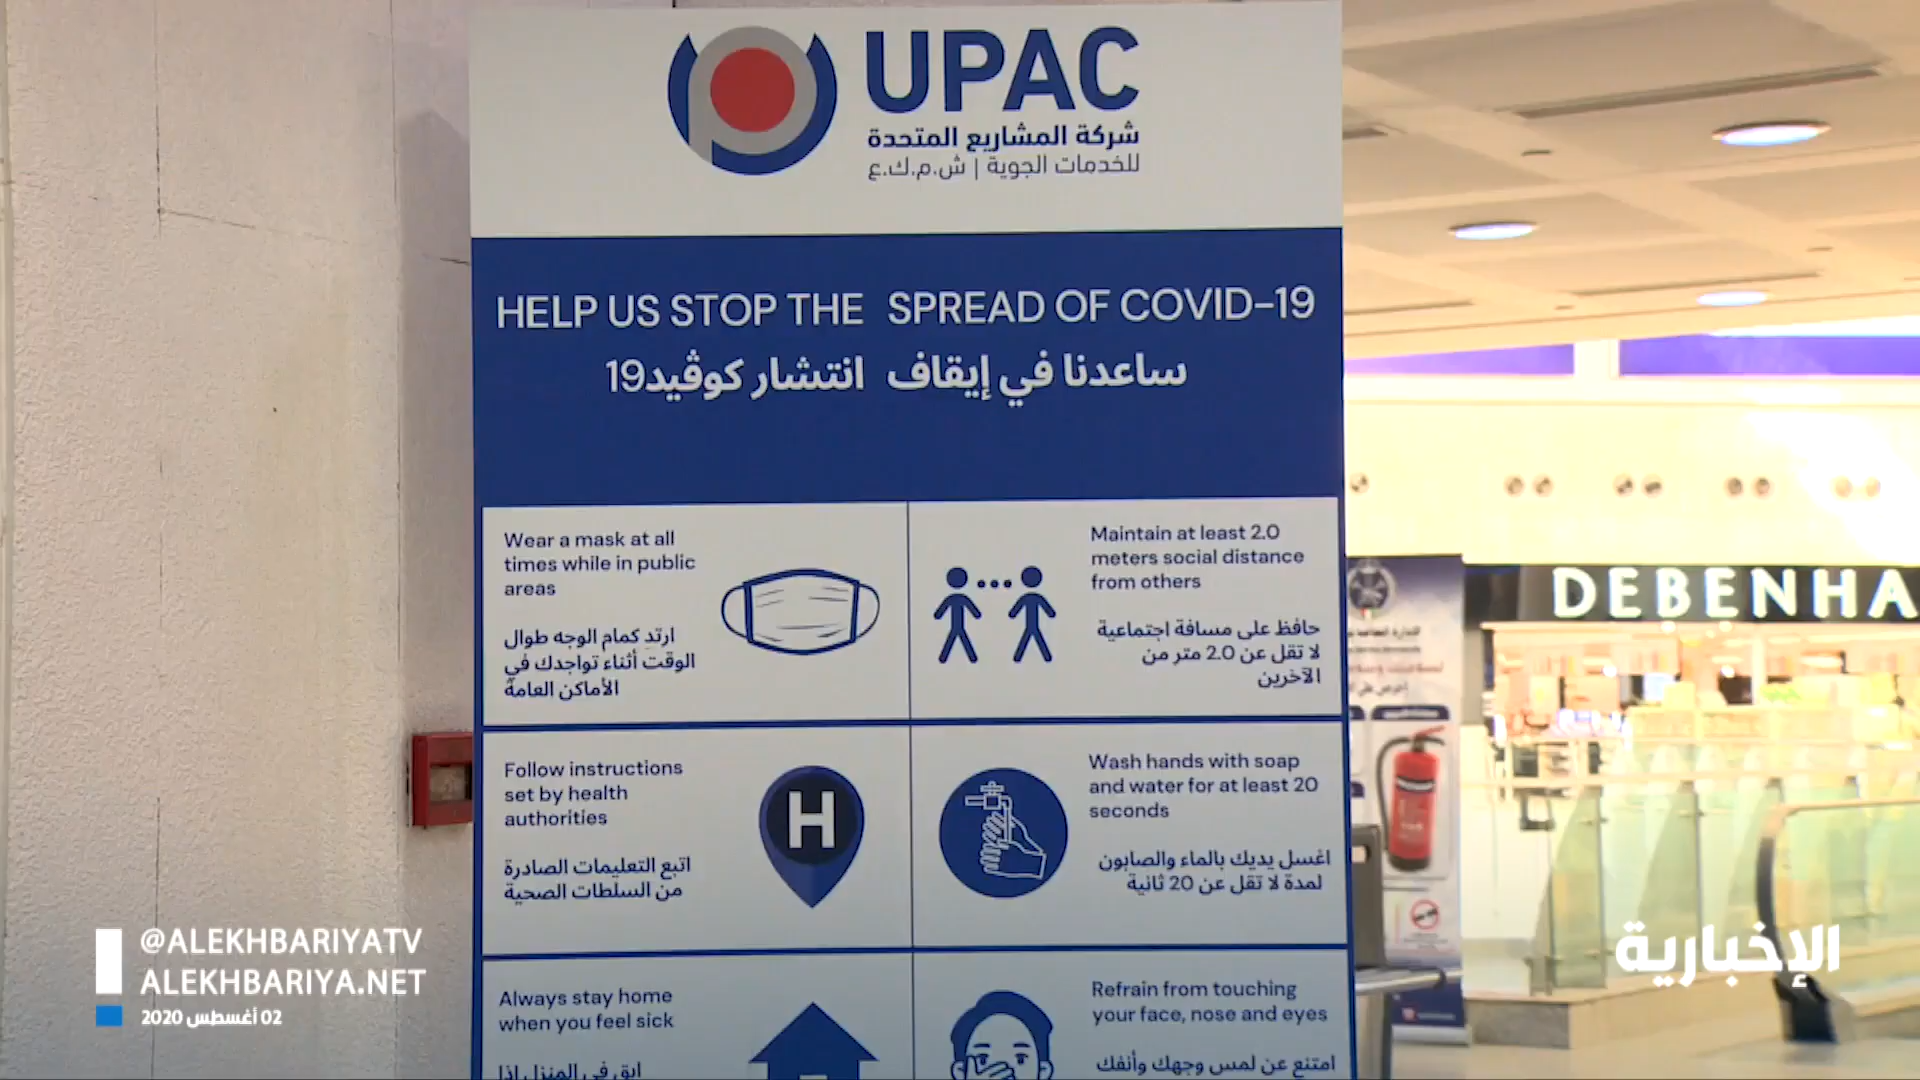 UPAC
شركة المشاريع المتحدة
للخدمات الجوية | ش.م.ك.ع
HELP US STOP THE SPREAD OF COVID-19
ساعدنا في إيقاف انتشار كوڤيد19
Wear a mask at all
times while in public
areas
ارتد كمام الوجه طوال
الوقت أثناء تواجدك في
الأماكن العامة
Maintain at least 2.0
meters social distance
from others
حافظ على مسافة اجتماعية
لا تقل عن 2.0 متر من
الآخرين
Follow instructions
set by health
authorities
اتبع التعليمات الصادرة
من السلطات الصحية
H
Wash hands with soap
and water for at least 20
seconds
اغسل يديك بالماء والصابون
لمدة لا تقل عن 20 ثانية
Always stay home
when you feel sick
ابق في المنزل إذا
Refrain from touching
your face, nose and eyes
امتنع عن لمس وجهك وأنفك
DEBENHA
@ALEKHBARIYATV
ALEKHBARIYA.NET
02 أغسطس 2020
الإخبارية